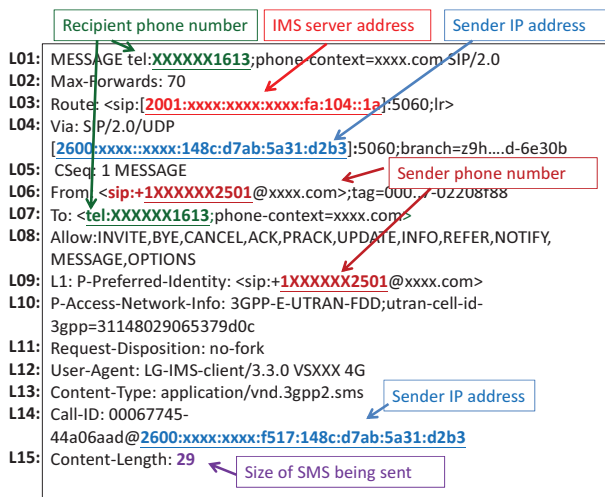 Recipient phone number
IMS server address
Sender IP address
L01: MESSAGE tel:XXXXXX1613;phone-context=xxxx.com SIP/2.0
L02: Max-Forwards: 70
L03: Route: <sip:[2001:xxxx:xxxx:xxxx:fa:104::1a]:5060;lr>
L04: Via: SIP/2.0/UDP
[2600:xxxx::xxxx:148c:d7ab:5a31:d2b3]:5060;branch=z9h....d-6e30b
L05: CSeq: 1 MESSAGE
Sender phone number
L06: From: <sip:+1XXXXXX2501@xxxx.com>;tag=000...7-02208f88
L07: To: <tel:XXXXXX1613;phone-context=xxxx.com>
L08: Allow:INVITE,BYE,CANCEL,ACK,PRACK,UPDATE,INFO,REFER,NOTIFY,
MESSAGE,OPTIONS
L09: L1: P-Preferred-Identity: <sip:+1XXXXXX2501@xxxx.com>
L10: P-Access-Network-Info: 3GPP-E-UTRAN-FDD;utran-cell-id-
3gpp=31148029065379d0c
L11: Request-Disposition: no-fork
L12: User-Agent: LG-IMS-client/3.3.0 VSXXX 4G
L13: Content-Type: application/vnd.3gpp2.sms
Sender IP address
L14: Call-ID: 00067745-
44a06aad@2600:xxxx:xxxx:f517:148c:d7ab:5a31:d2b3
L15: Content-Length: 29
Size of SMS being sent